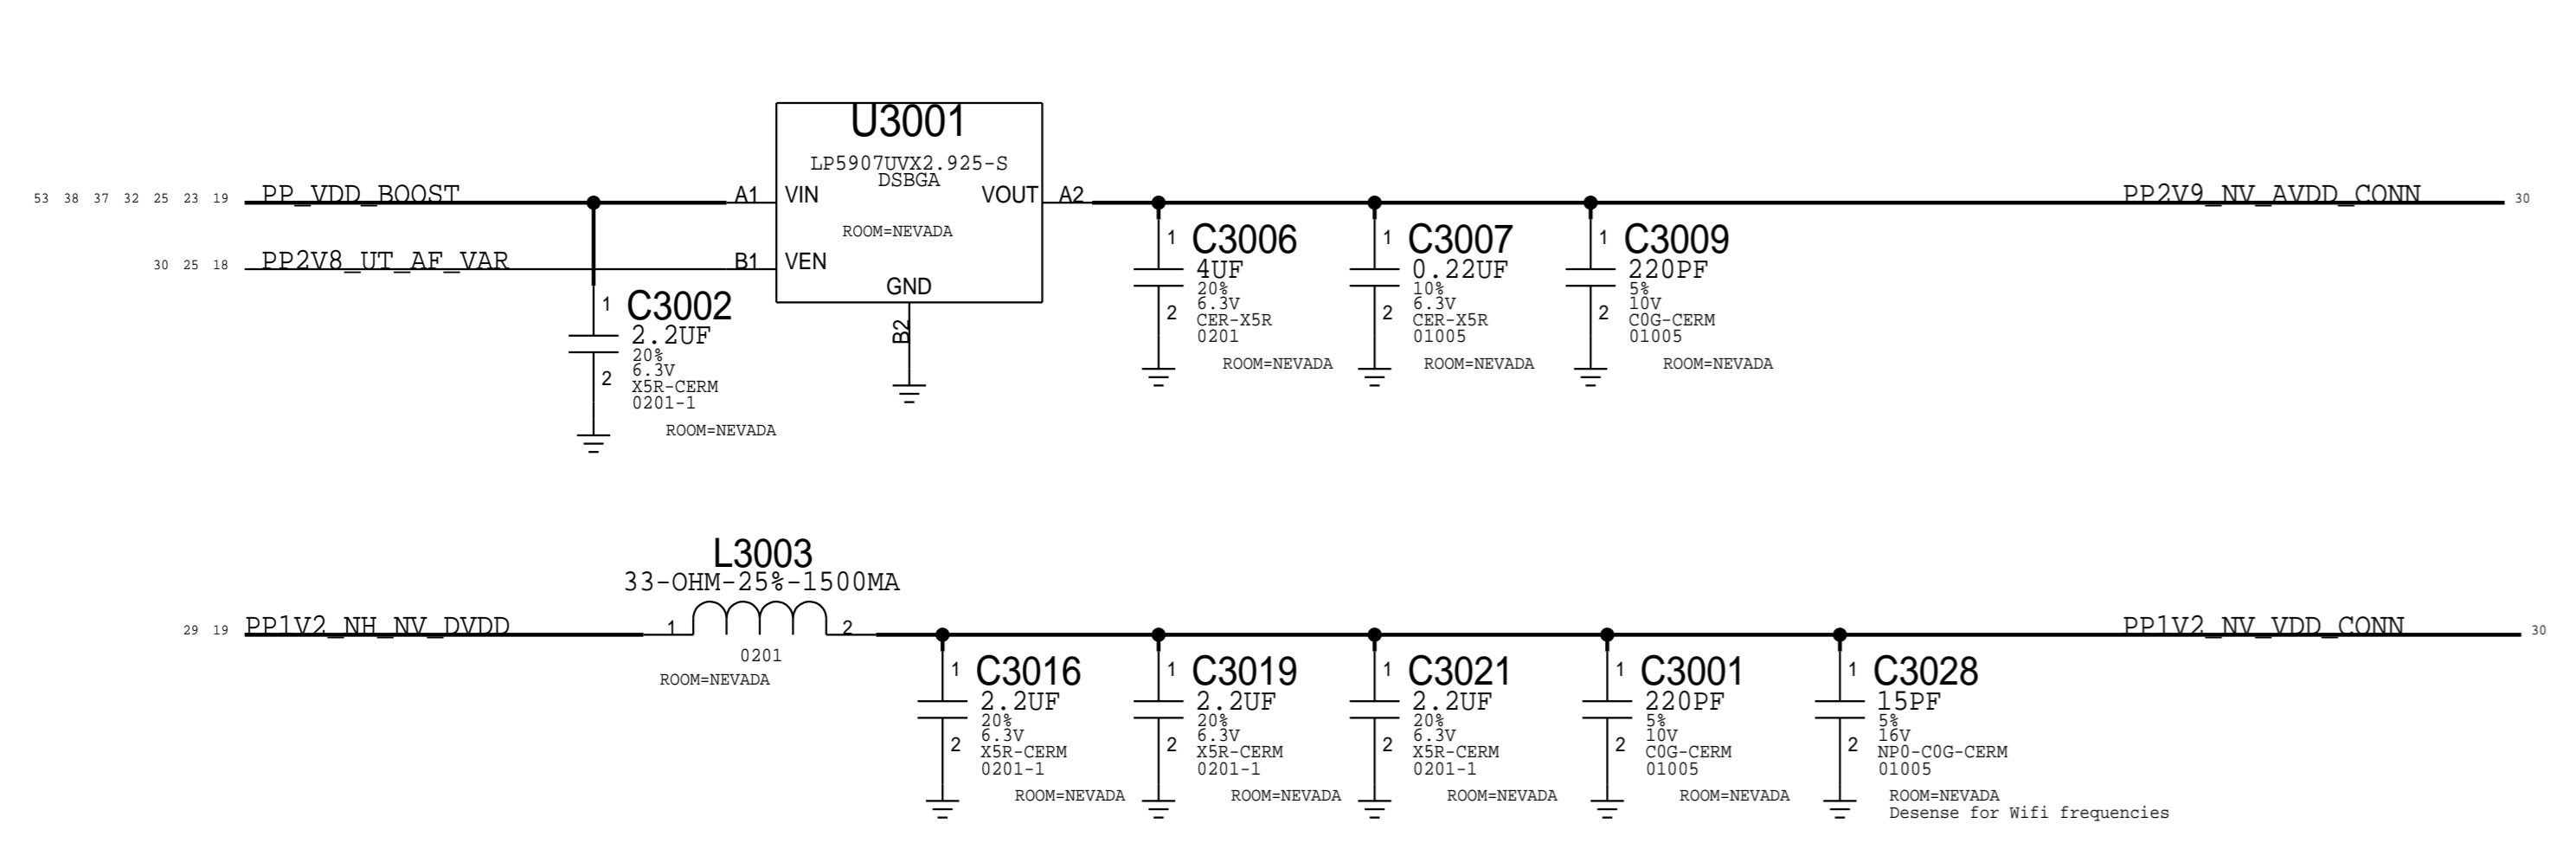 U3001
LP5907UVX2.925-S
DSBGA
53 38 37 32 25 23 19 PP_VDD_BOOST A1 VIN VOUT A2 PP2V9_NV_AVDD_CONN 30
ROOM=NEVADA
30 25 18 PP2V8_UT_AF_VAR B1 VEN
GND
B2
1 C3002
2.2UF
20%
6.3V
2 X5R-CERM
0201-1
ROOM=NEVADA
1 C3006
4UF
20%
6.3V
2 CER-X5R
0201
ROOM=NEVADA
1 C3007
0.22UF
10%
6.3V
2 CER-X5R
01005
ROOM=NEVADA
1 C3009
220PF
5%
10V
2 C0G-CERM
01005
ROOM=NEVADA
L3003
33-OHM-25%-1500MA
29 19 PP1V2_NH_NV_DVDD 1 2 PP1V2_NV_VDD_CONN 30
0201
ROOM=NEVADA
1 C3016
2.2UF
20%
6.3V
2 X5R-CERM
0201-1
ROOM=NEVADA
1 C3019
2.2UF
20%
6.3V
2 X5R-CERM
0201-1
ROOM=NEVADA
1 C3021
2.2UF
20%
6.3V
2 X5R-CERM
0201-1
ROOM=NEVADA
1 C3001
220PF
5%
10V
2 C0G-CERM
01005
ROOM=NEVADA
1 C3028
15PF
5%
16V
2 NP0-C0G-CERM
01005
ROOM=NEVADA
Desense for Wifi frequencies